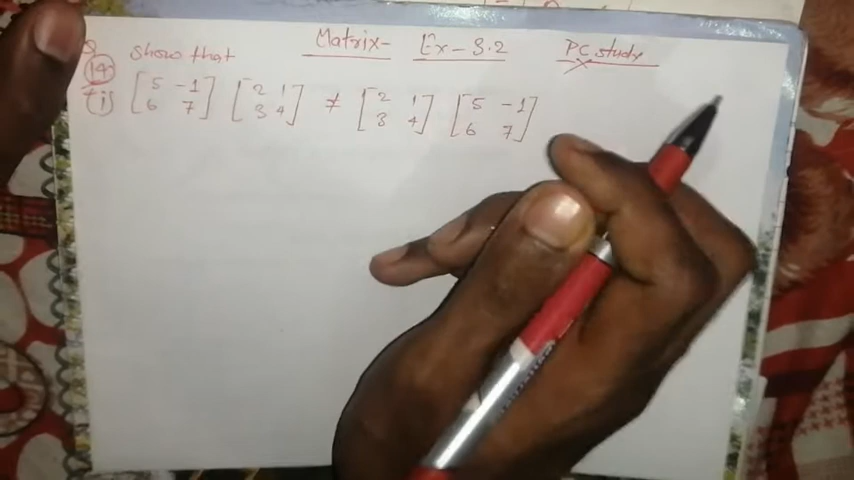 Matrix- Ex-3.2 PC study
Q show that
14
(i) [5 -1 6 7] [2 1 3 4] ≠ [2 1 3 4] [5 -1 6 7]